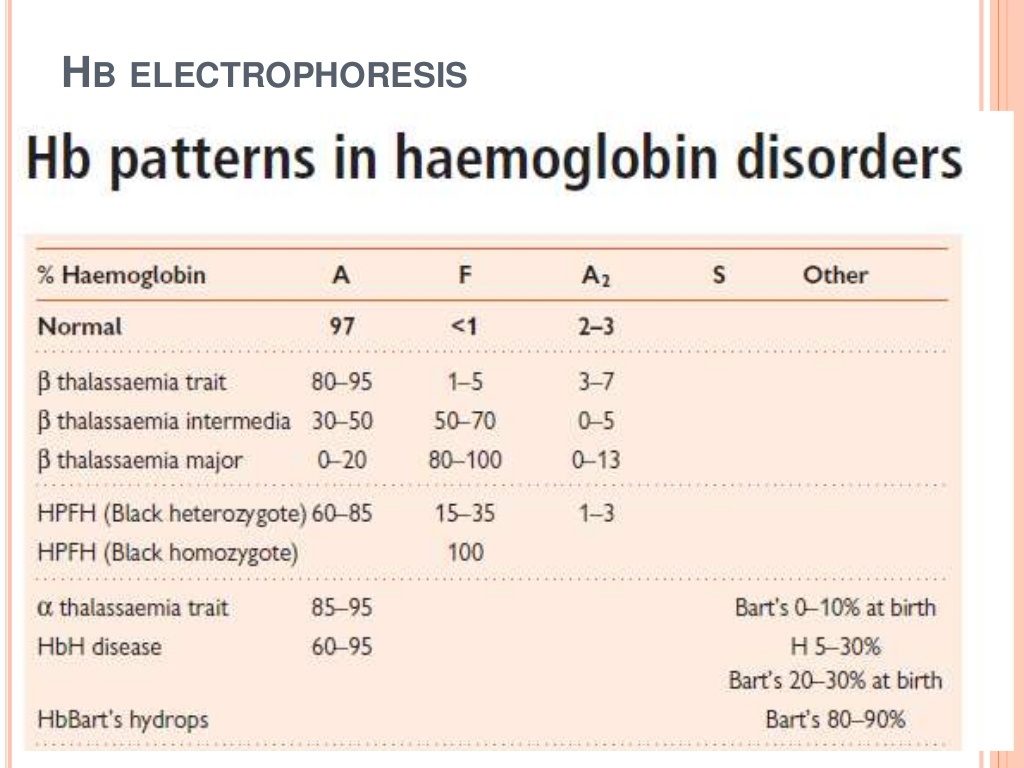 HB ELECTROPHORESIS
Hb patterns in haemoglobin disorders
% Haemoglobin A F A₂ S Other
Normal 97 <1 2–3
β thalassaemia trait 80–95 1–5 3–7
β thalassaemia intermedia 30–50 50–70 0–5
β thalassaemia major 0–20 80–100 0–13
HPFH (Black heterozygote) 60–85 15–35 1–3
HPFH (Black homozygote) 100
α thalassaemia trait 85–95 Bart's 0–10% at birth
HbH disease 60–95 H 5–30%
Bart's 20–30% at birth
HbBart's hydrops Bart's 80–90%